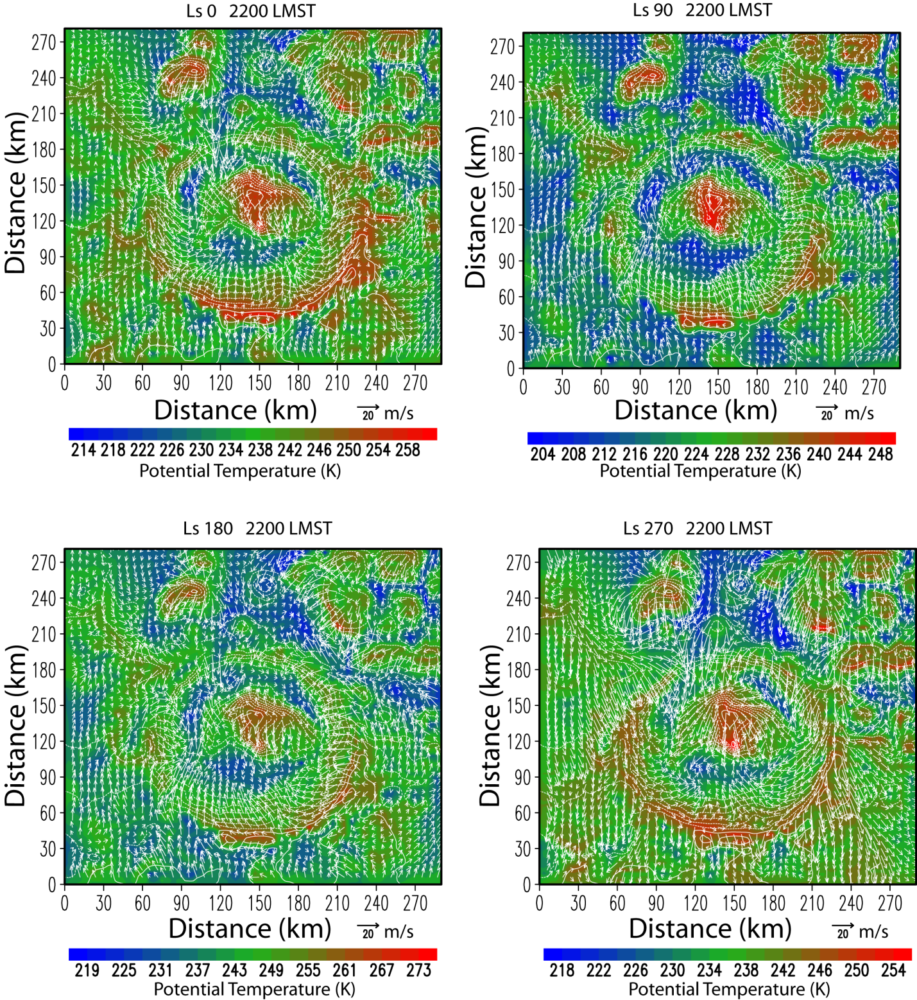 Ls 0 2200 LMST
270
240
210
180
150
120
90
60
30
0
Distance (km)
0 30 60 90 120 150 180 210 240 270
Distance (km)
20 m/s
214 218 222 226 230 234 238 242 246 250 254 258
Potential Temperature (K)
Ls 90 2200 LMST
270
240
210
180
150
120
90
60
30
0
Distance (km)
0 30 60 90 120 150 180 210 240 270
Distance (km)
20 m/s
204 208 212 216 220 224 228 232 236 240 244 248
Potential Temperature (K)
Ls 180 2200 LMST
270
240
210
180
150
120
90
60
30
0
Distance (km)
0 30 60 90 120 150 180 210 240 270
Distance (km)
20 m/s
219 225 231 237 243 249 255 261 267 273
Potential Temperature (K)
Ls 270 2200 LMST
270
240
210
180
150
120
90
60
30
0
Distance (km)
0 30 60 90 120 150 180 210 240 270
Distance (km)
20 m/s
218 222 226 230 234 238 242 246 250 254
Potential Temperature (K)